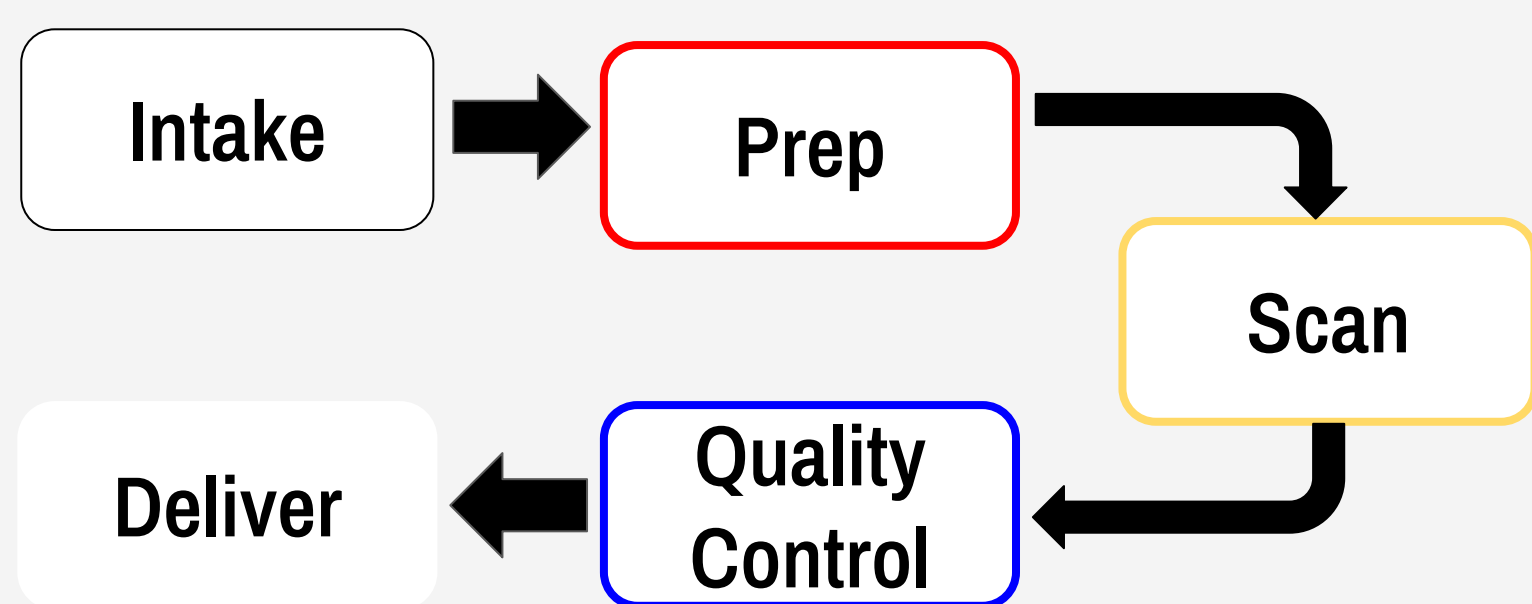 Intake
Prep
Scan
Quality
Control
Deliver